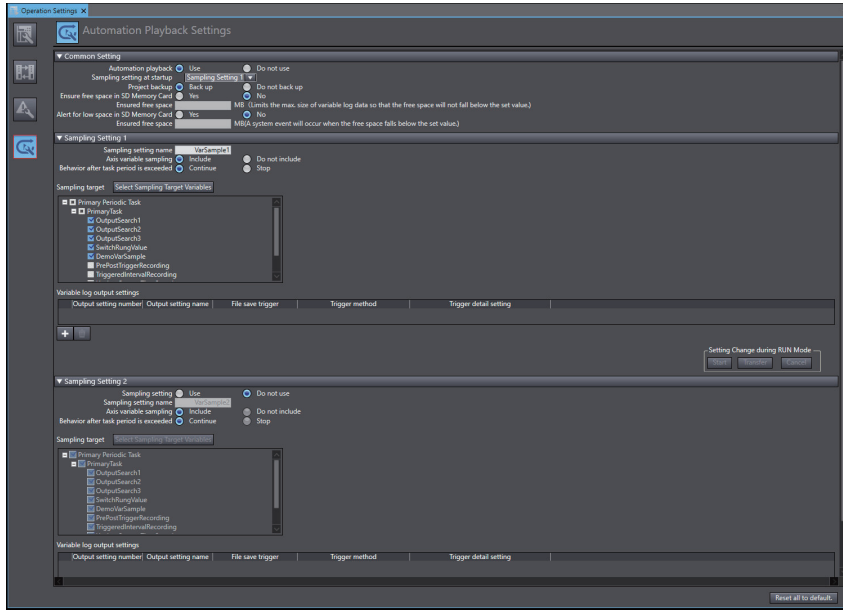 Operation Settings X
Automation Playback Settings
Common Setting
Automation playback Use Do not use
Sampling setting at startup Sampling Setting 1
Project backup Back up Do not back up
Ensure free space in SD Memory Card Yes No
Ensured free space MB (Limits the max. size of variable log data so that the free space will not fall below the set value.)
Alert for low space in SD Memory Card Yes No
Ensured free space MB(A system event will occur when the free space falls below the set value.)
Sampling Setting 1
Sampling setting name VarSample1
Axis variable sampling Include Do not include
Behavior after task period is exceeded Continue Stop
Sampling target Select Sampling Target Variables
Primary Periodic Task
PrimaryTask
OutputSearch1
OutputSearch2
OutputSearch3
SwitchRungValue
DemoVarSample
PrePostTriggerRecording
TriggeredIntervalRecording
Variable log output settings
Output setting number Output setting name File save trigger Trigger method Trigger detail setting
+
Setting Change during RUN Mode
Start Transfer Cancel
Sampling Setting 2
Sampling setting Use Do not use
Sampling setting name VarSample2
Axis variable sampling Include Do not include
Behavior after task period is exceeded Continue Stop
Sampling target Select Sampling Target Variables
Primary Periodic Task
PrimaryTask
OutputSearch1
OutputSearch2
OutputSearch3
SwitchRungValue
DemoVarSample
PrePostTriggerRecording
TriggeredIntervalRecording
Variable log output settings
Output setting number Output setting name File save trigger Trigger method Trigger detail setting
Reset all to default.